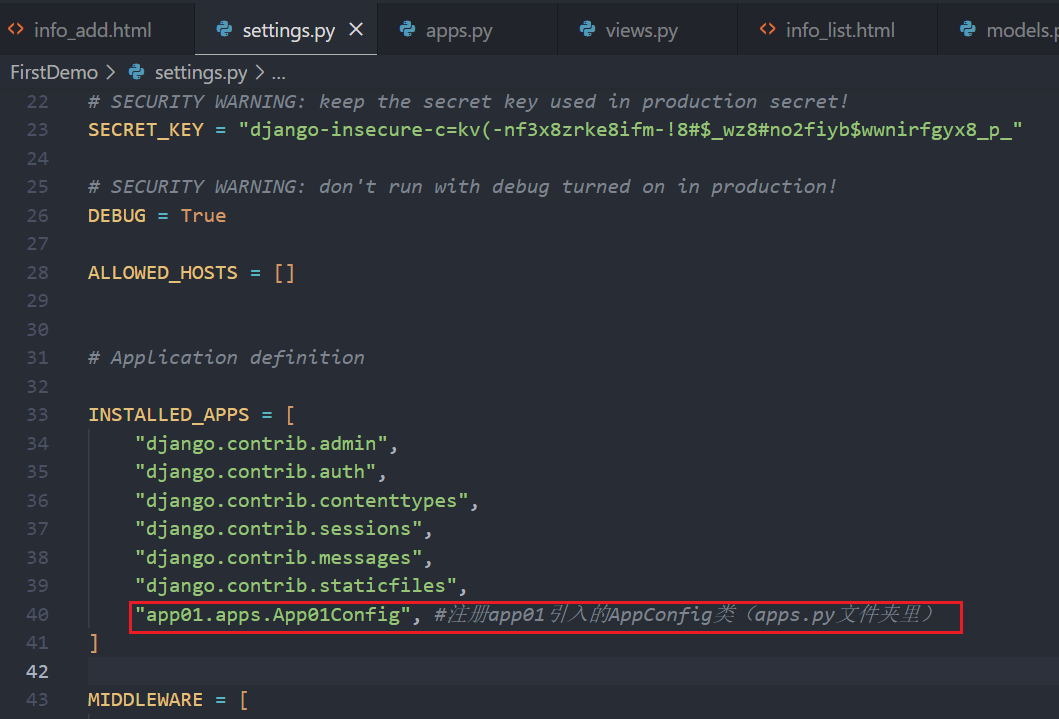 info_add.html settings.py apps.py views.py info_list.html models.p
FirstDemo > settings.py > ...
22 # SECURITY WARNING: keep the secret key used in production secret!
23 SECRET_KEY = "django-insecure-c=kv(-nf3x8zrke8ifm-!8#$_wz8#no2fiyb$wwnirfgyx8_p_"
24
25 # SECURITY WARNING: don't run with debug turned on in production!
26 DEBUG = True
27
28 ALLOWED_HOSTS = []
29
30
31 # Application definition
32
33 INSTALLED_APPS = [
34 "django.contrib.admin",
35 "django.contrib.auth",
36 "django.contrib.contenttypes",
37 "django.contrib.sessions",
38 "django.contrib.messages",
39 "django.contrib.staticfiles",
40 "app01.apps.App01Config", #注册app01引入的AppConfig类（apps.py文件夹里）
41 ]
42
43 MIDDLEWARE = [